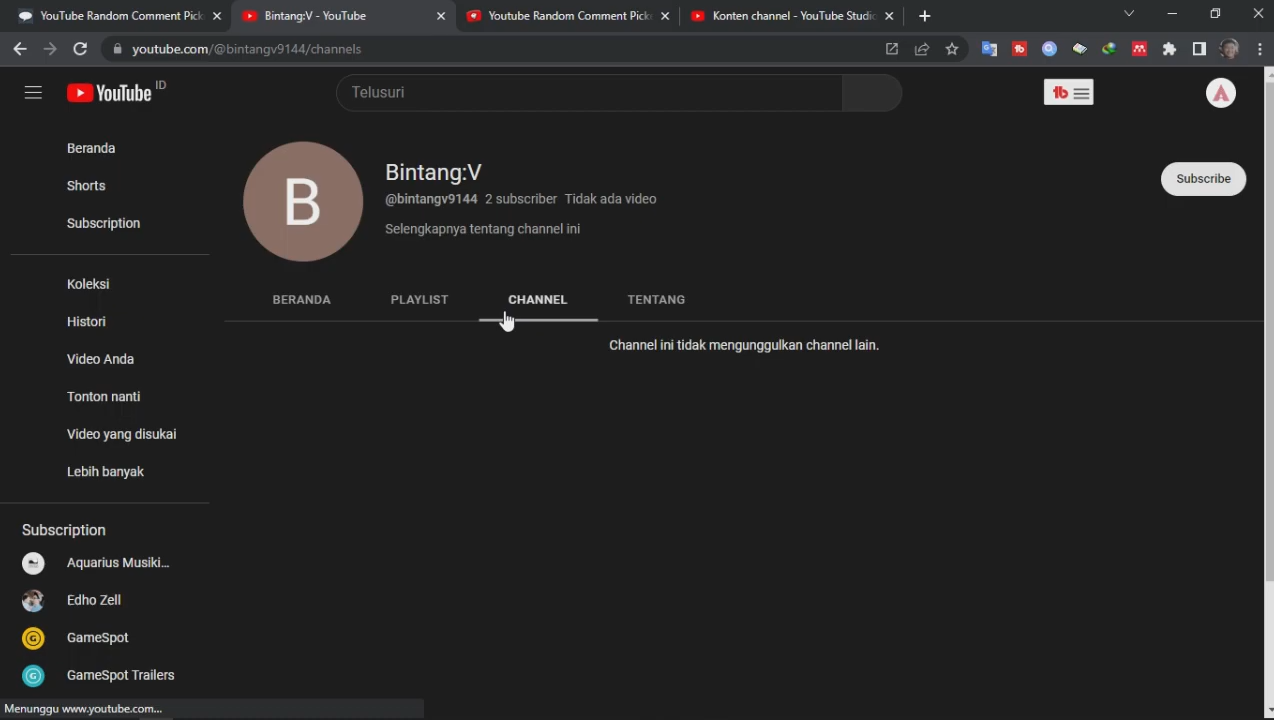 YouTube Random Comment Pick
Bintang:V - YouTube
Youtube Random Comment Pick
Konten channel - YouTube Studi
youtube.com/@bintangv9144/channels
YouTube ID
Telusuri
tb
Beranda
Shorts
Subscription
Koleksi
Histori
Video Anda
Tonton nanti
Video yang disukai
Lebih banyak
Subscription
Aquarius Musiki...
Edho Zell
GameSpot
GameSpot Trailers
B
Bintang:V
@bintangv9144 2 subscriber Tidak ada video
Selengkapnya tentang channel ini
Subscribe
BERANDA PLAYLIST CHANNEL TENTANG
Channel ini tidak mengunggulkan channel lain.
Menunggu www.youtube.com...